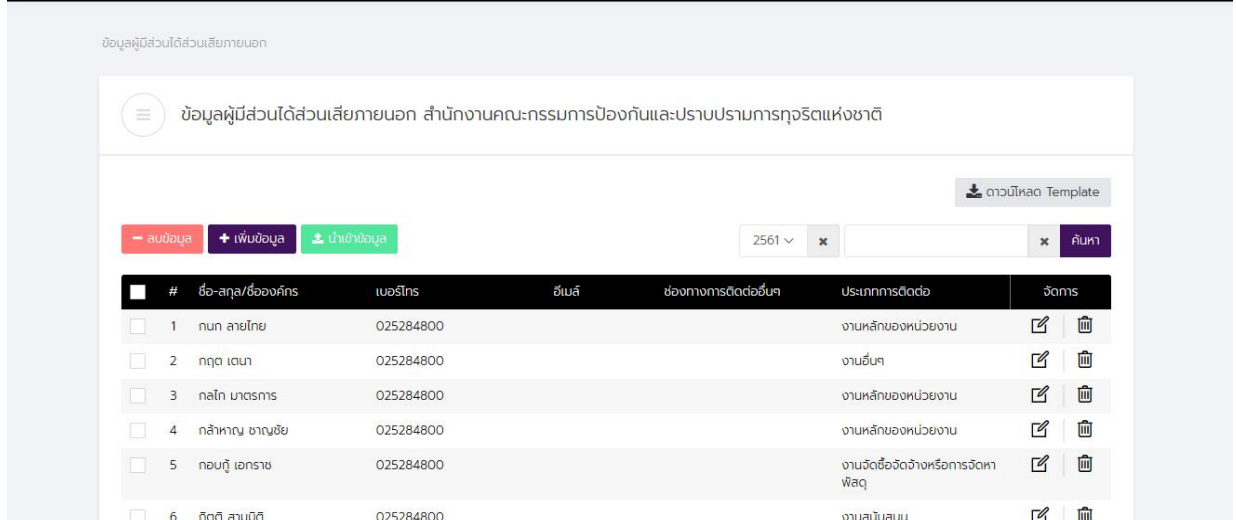 ข้อมูลผู้มีส่วนได้ส่วนเสียภายนอก
ข้อมูลผู้มีส่วนได้ส่วนเสียภายนอก สำนักงานคณะกรรมการป้องกันและปราบปรามการทุจริตแห่งชาติ
ดาวน์โหลด Template
ลบข้อมูล เพิ่มข้อมูล นำเข้าข้อมูล 2561 ค้นหา
# ชื่อ-สกุล/ชื่อองค์กร เบอร์โทร อีเมล์ ช่องทางการติดต่ออื่นๆ ประเภทการติดต่อ จัดการ
1 กนก ลายไทย 025284800 งานหลักของหน่วยงาน
2 กฤต เตนา 025284800 งานอื่นๆ
3 กลไก มาตรการ 025284800 งานหลักของหน่วยงาน
4 กล้าหาญ ชาญชัย 025284800 งานหลักของหน่วยงาน
5 กอบกู้ เอกราช 025284800 งานจัดซื้อจัดจ้างหรือการจัดหา
พัสดุ
6 025284800 งานสนับสนุน